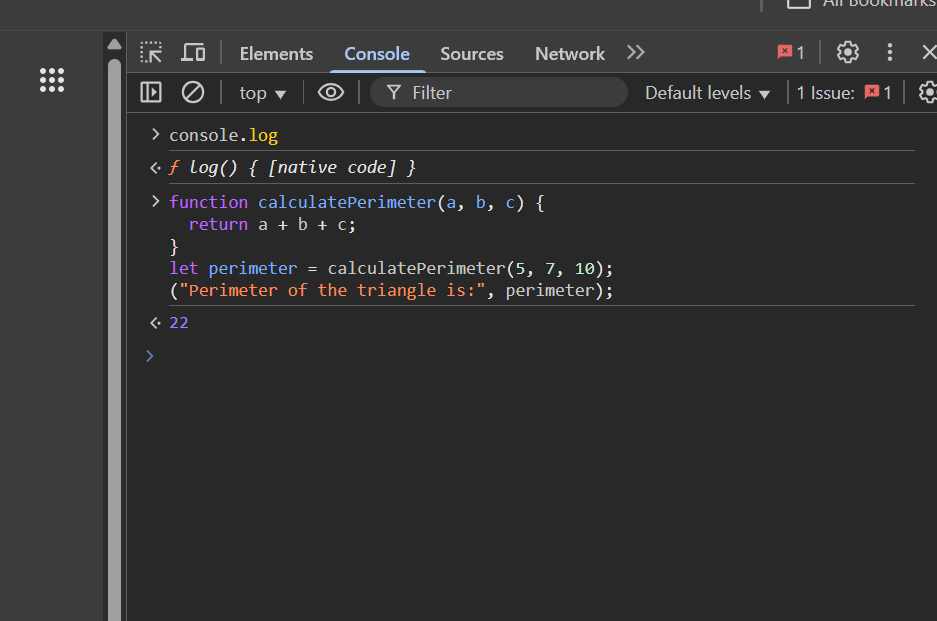 All Bookmarks
Elements Console Sources Network 1
top Filter Default levels 1 Issue: 1
console.log
ƒ log() { [native code] }
function calculatePerimeter(a, b, c) {
  return a + b + c;
}
let perimeter = calculatePerimeter(5, 7, 10);
("Perimeter of the triangle is:", perimeter);
22